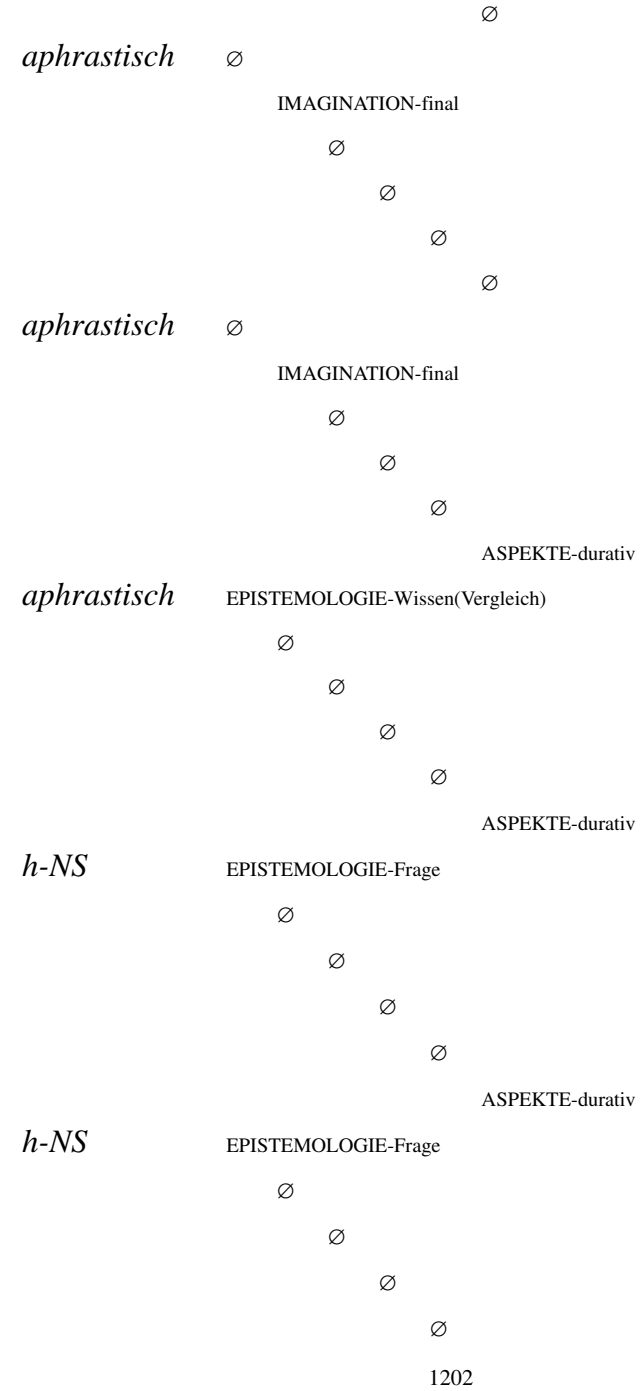 ∅
aphrastisch ∅
IMAGINATION-final
∅
∅
∅
∅
aphrastisch ∅
IMAGINATION-final
∅
∅
∅
ASPEKTE-durativ
aphrastisch EPISTEMOLOGIE-Wissen(Vergleich)
∅
∅
∅
∅
ASPEKTE-durativ
h-NS EPISTEMOLOGIE-Frage
∅
∅
∅
∅
ASPEKTE-durativ
h-NS EPISTEMOLOGIE-Frage
∅
∅
∅
∅
1202